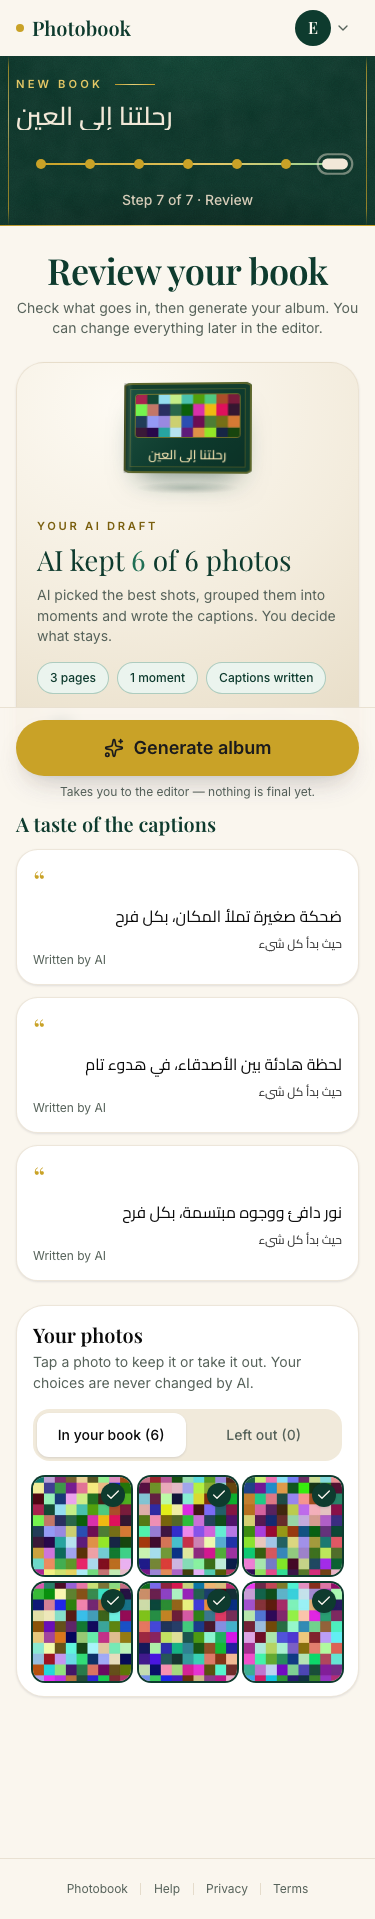 Photobook
E
NEW BOOK
رحلتنا إلى العين
Step 7 of 7 · Review
Review your book
Check what goes in, then generate your album. You
can change everything later in the editor.
رحلتنا إلى العين
YOUR AI DRAFT
AI kept 6 of 6 photos
AI picked the best shots, grouped them into
moments and wrote the captions. You decide
what stays.
3 pages
1 moment
Captions written
Generate album
Takes you to the editor — nothing is final yet.
A taste of the captions
“
ضحكة صغيرة تملأ المكان، بكل فرح
حيث بدأ كل شيء
Written by AI
“
لحظة هادئة بين الأصدقاء، في هدوء تام
حيث بدأ كل شيء
Written by AI
“
نور دافئ ووجوه مبتسمة، بكل فرح
حيث بدأ كل شيء
Written by AI
Your photos
Tap a photo to keep it or take it out. Your
choices are never changed by AI.
In your book (6)
Left out (0)
Photobook
Help
Privacy
Terms